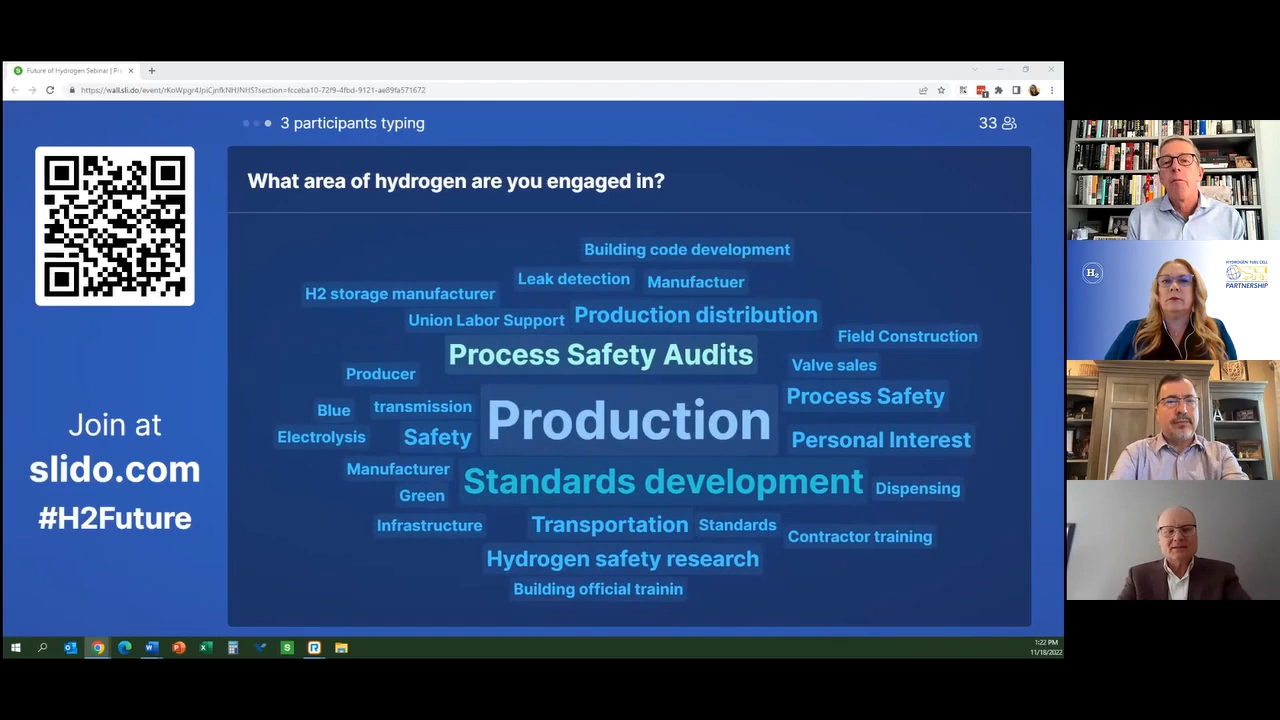 Future of Hydrogen Sebinar | Pr
https://wall.sli.do/event/rKoWpgr4JpiCjnfkNHJNHS?section=fcceba10-72f9-4fbd-9121-ae89fa571672
3 participants typing
33
What area of hydrogen are you engaged in?
Building code development
Leak detection
Manufactuer
H2 storage manufacturer
Union Labor Support
Production distribution
Field Construction
Process Safety Audits
Valve sales
Producer
Process Safety
Blue
transmission
Production
Electrolysis
Safety
Personal Interest
Manufacturer
Standards development
Dispensing
Green
Infrastructure
Transportation
Standards
Contractor training
Hydrogen safety research
Building official trainin
Join at
slido.com
#H2Future
HYDROGEN FUEL CELL
PARTNERSHIP
1:22 PM
11/18/2022